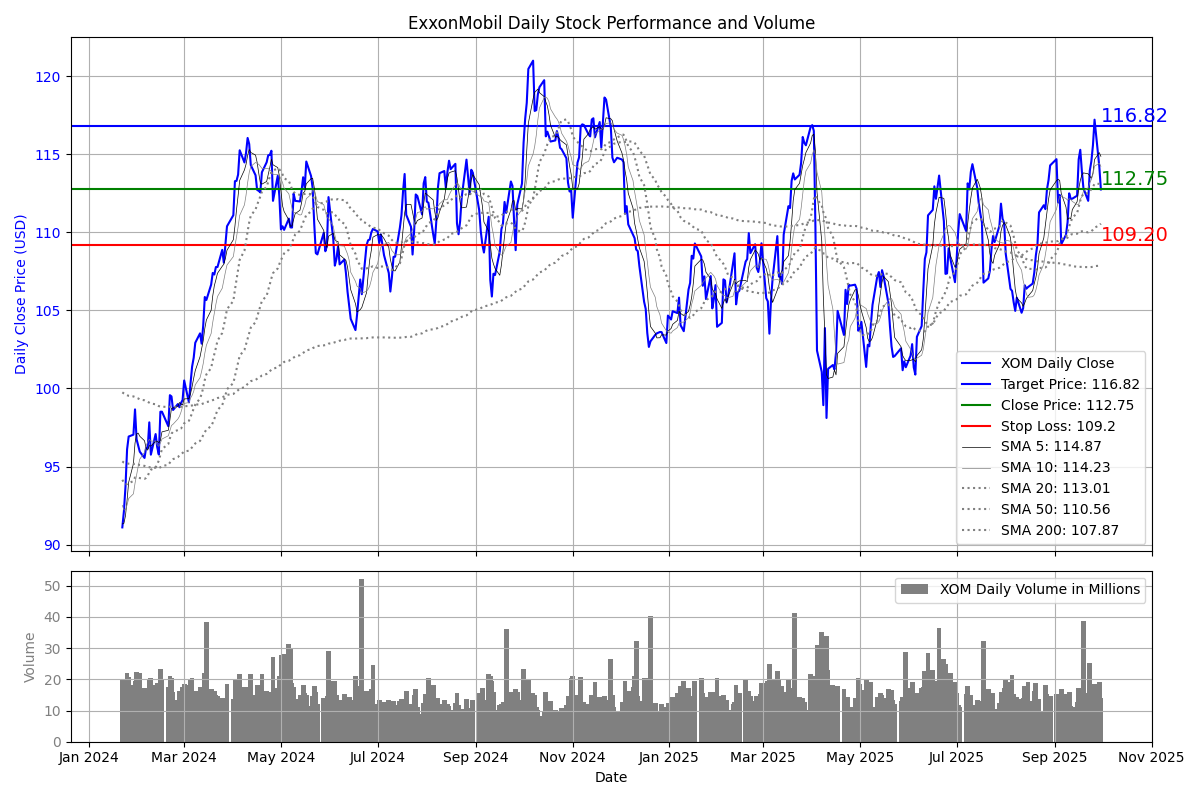 ExxonMobil Daily Stock Performance and Volume
Daily Close Price (USD)
120
115
110
105
100
95
90
116.82
112.75
109.20
XOM Daily Close
Target Price: 116.82
Close Price: 112.75
Stop Loss: 109.2
SMA 5: 114.87
SMA 10: 114.23
SMA 20: 113.01
SMA 50: 110.56
SMA 200: 107.87
Volume
50
40
30
20
10
0
XOM Daily Volume in Millions
Jan 2024 Mar 2024 May 2024 Jul 2024 Sep 2024 Nov 2024 Jan 2025 Mar 2025 May 2025 Jul 2025 Sep 2025 Nov 2025
Date